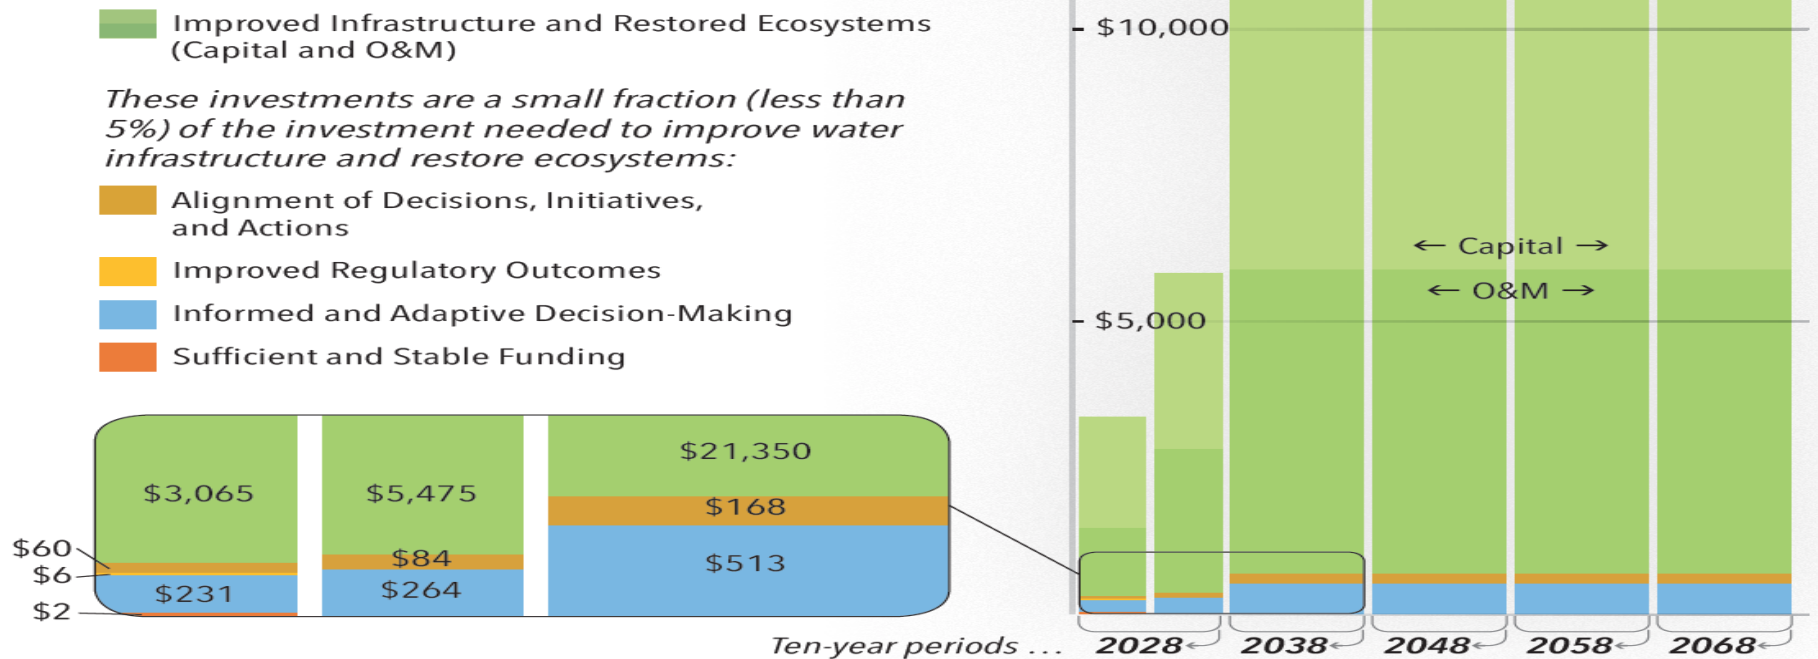 Improved Infrastructure and Restored Ecosystems
(Capital and O&M)
These investments are a small fraction (less than
5%) of the investment needed to improve water
infrastructure and restore ecosystems:
Alignment of Decisions, Initiatives,
and Actions
Improved Regulatory Outcomes
Informed and Adaptive Decision-Making
Sufficient and Stable Funding
$3,065
$5,475
$21,350
$60
$84
$168
$6
$231
$264
$513
$2
$10,000
← Capital →
← O&M →
$5,000
Ten-year periods ... 2028 2038 2048 2058 2068